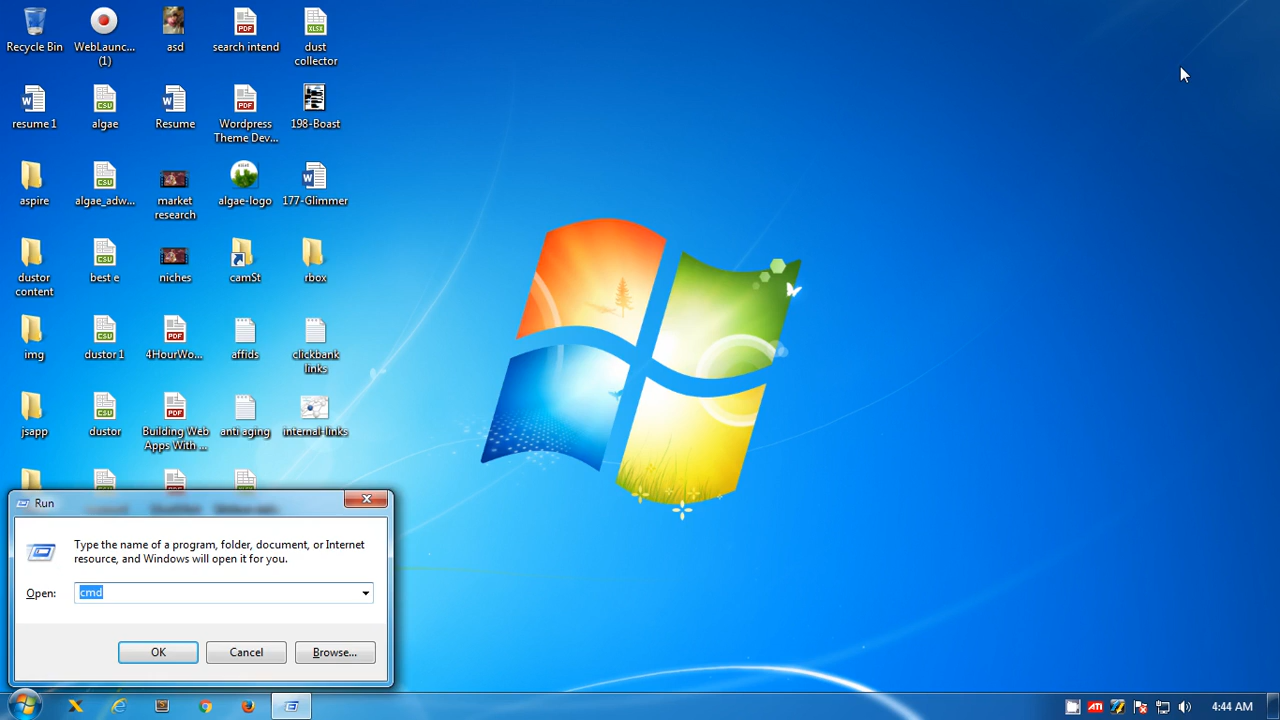 Recycle Bin
WebLaunc...
(1)
asd
search intend
dust
collector
resume 1
algae
Resume
Wordpress
Theme Dev...
198-Boast
aspire
algae_adw...
market
research
algae-logo
177-Glimmer
dustor
content
best e
niches
camSt
rbox
img
dustor 1
4HourWo...
affids
clickbank
links
jsapp
dustor
Building Web
Apps With ...
anti aging
internal-links
Run
Type the name of a program, folder, document, or Internet
resource, and Windows will open it for you.
Open:
cmd
OK
Cancel
Browse...
ATI
4:44 AM